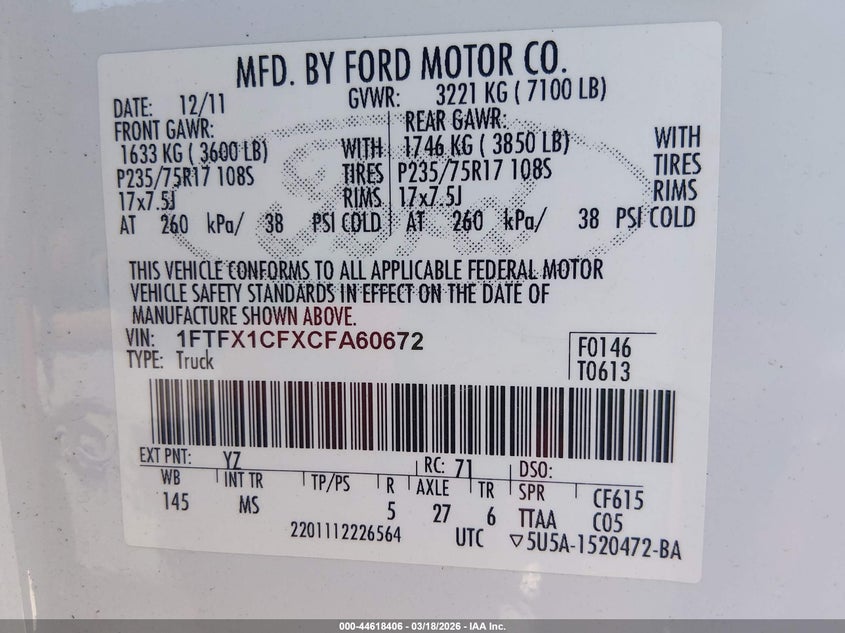 MFD. BY FORD MOTOR CO.
DATE: 12/11 GVWR: 3221 KG ( 7100 LB)
FRONT GAWR: REAR GAWR:
1633 KG ( 3600 LB) WITH 1746 KG ( 3850 LB) WITH
P235/75R17 108S TIRES P235/75R17 108S TIRES
17x7.5J RIMS 17x7.5J RIMS
AT 260 kPa/ 38 PSI COLD AT 260 kPa/ 38 PSI COLD
Ford
THIS VEHICLE CONFORMS TO ALL APPLICABLE FEDERAL MOTOR
VEHICLE SAFETY STANDARDS IN EFFECT ON THE DATE OF
MANUFACTURE SHOWN ABOVE.
VIN: 1FTFX1CFXCFA60672
TYPE: Truck
F0146
T0613
EXT PNT: YZ RC: 71 DSO:
WB INT TR TP/PS R AXLE TR SPR CF615
145 MS 5 27 6 TTAA C05
2201112226564 UTC ▽5U5A-1520472-BA
000-44618406 — 03/18/2026 — IAA Inc.